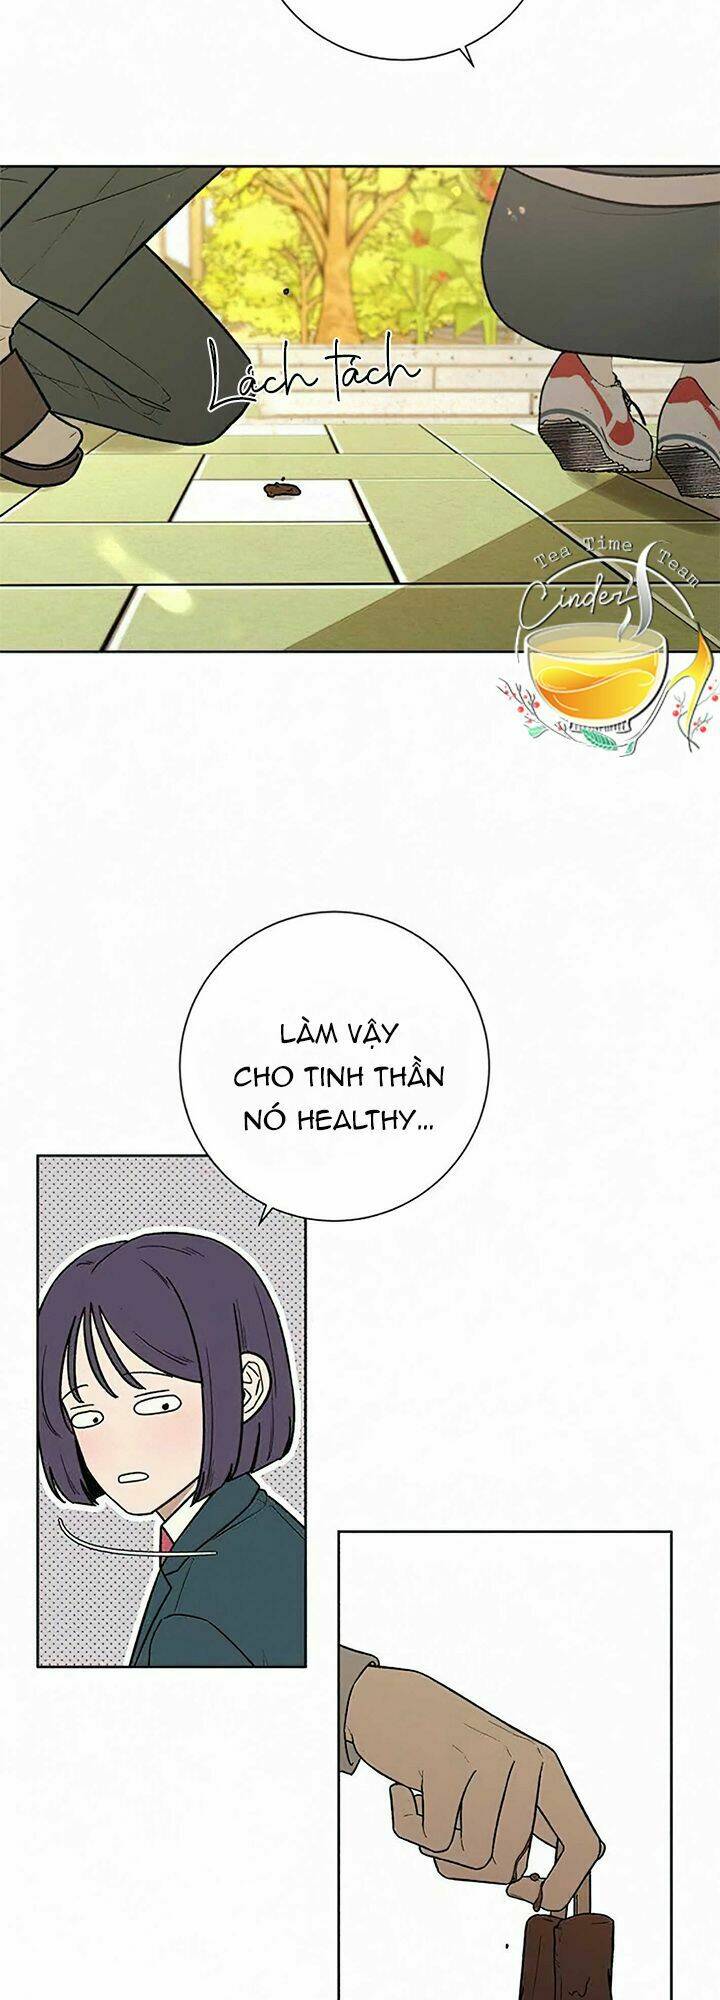 Lách tách
Tea Time Team
Cinder
LÀM VẬY
CHO TINH THẦN
NÓ HEALTHY...